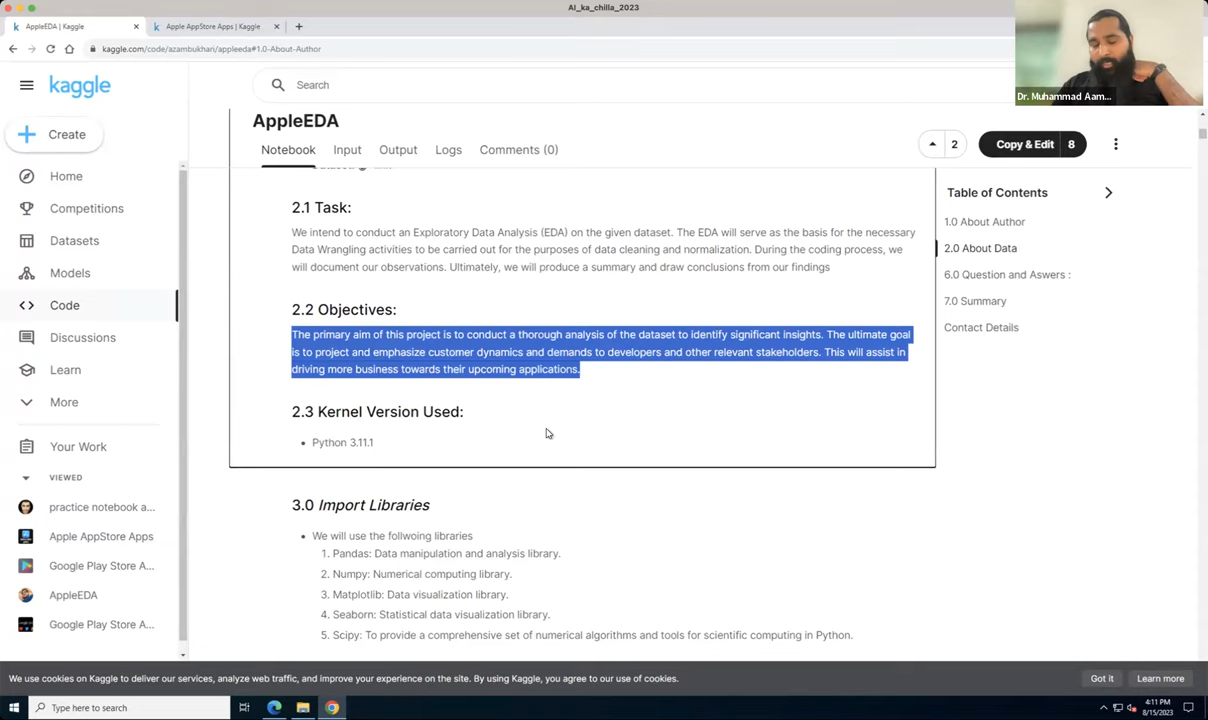 AI_ka_chilla_2023
AppleEDA | Kaggle
Apple AppStore Apps | Kaggle
kaggle.com/code/azambukhari/appleeda#1.0-About-Author
Dr. Muhammad Aam...
kaggle
Search
Create
Home
Competitions
Datasets
Models
Code
Discussions
Learn
More
Your Work
VIEWED
practice notebook a...
Apple AppStore Apps
Google Play Store A...
AppleEDA
Google Play Store A...
AppleEDA
Notebook
Input
Output
Logs
Comments (0)
2
Copy & Edit
8
2.1 Task:
We intend to conduct an Exploratory Data Analysis (EDA) on the given dataset. The EDA will serve as the basis for the necessary
Data Wrangling activities to be carried out for the purposes of data cleaning and normalization. During the coding process, we
will document our observations. Ultimately, we will produce a summary and draw conclusions from our findings
2.2 Objectives:
The primary aim of this project is to conduct a thorough analysis of the dataset to identify significant insights. The ultimate goal
is to project and emphasize customer dynamics and demands to developers and other relevant stakeholders. This will assist in
driving more business towards their upcoming applications.
2.3 Kernel Version Used:
Python 3.11.1
3.0 Import Libraries
We will use the follwoing libraries
1. Pandas: Data manipulation and analysis library.
2. Numpy: Numerical computing library.
3. Matplotlib: Data visualization library.
4. Seaborn: Statistical data visualization library.
5. Scipy: To provide a comprehensive set of numerical algorithms and tools for scientific computing in Python.
Table of Contents
1.0 About Author
2.0 About Data
6.0 Question and Aswers :
7.0 Summary
Contact Details
We use cookies on Kaggle to deliver our services, analyze web traffic, and improve your experience on the site. By using Kaggle, you agree to our use of cookies.
Got it
Learn more
Type here to search
4:11 PM
8/15/2023